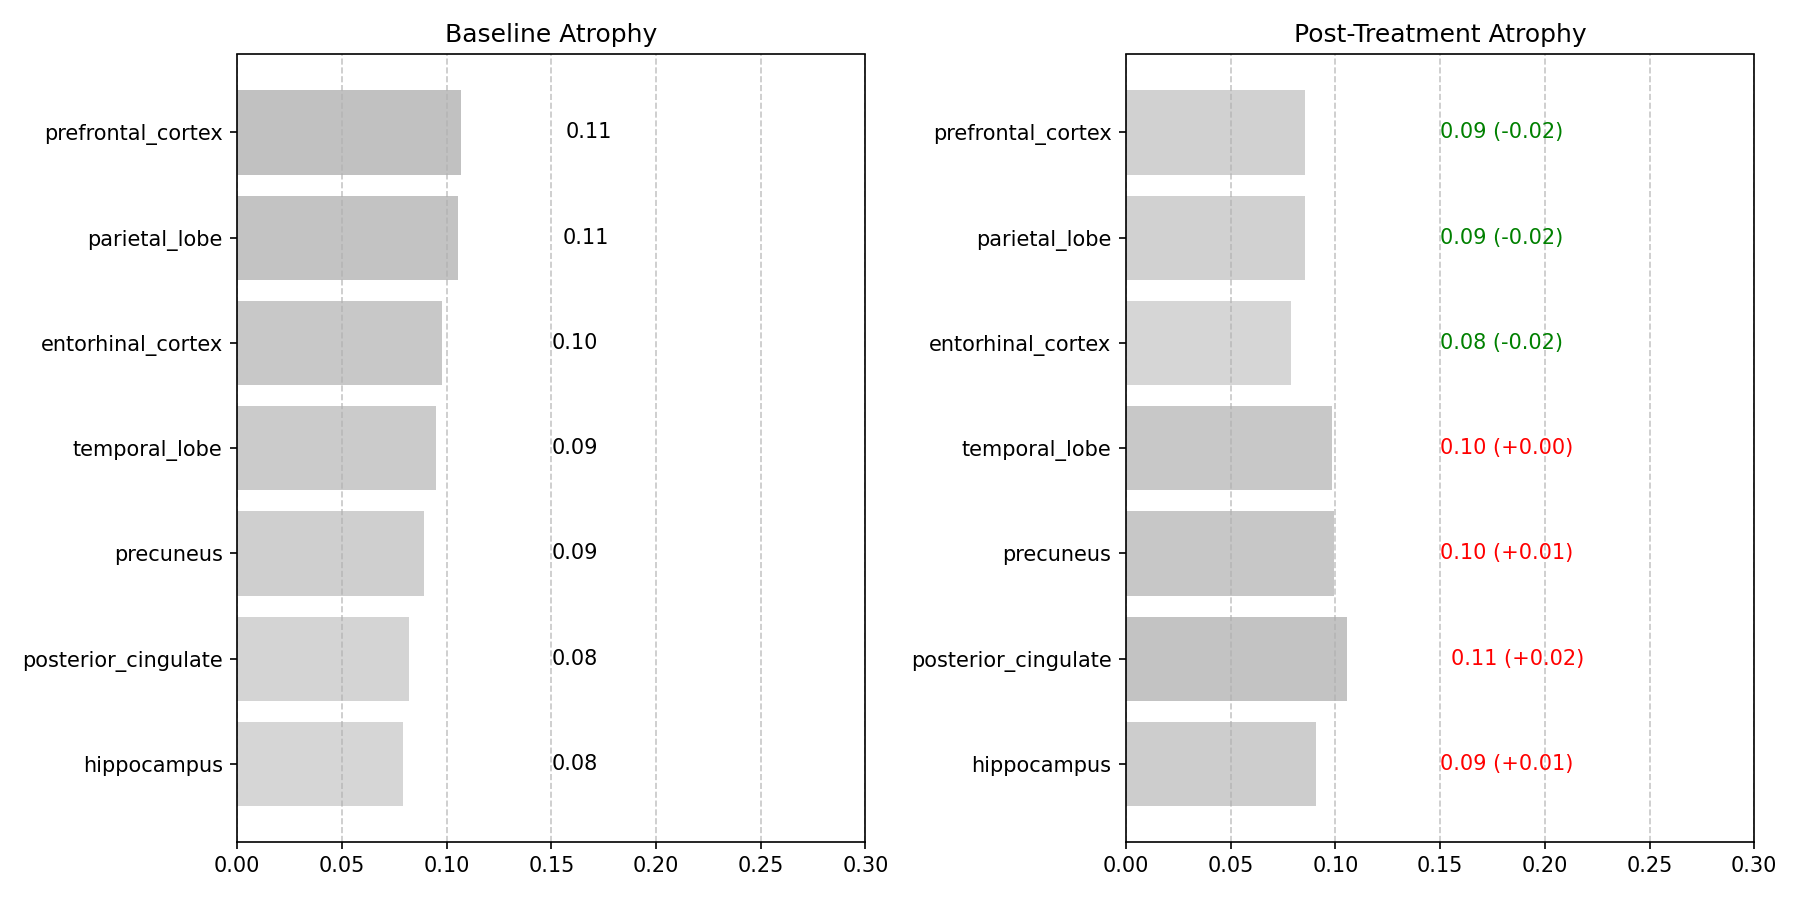 Baseline Atrophy
prefrontal_cortex 0.11
parietal_lobe 0.11
entorhinal_cortex 0.10
temporal_lobe 0.09
precuneus 0.09
posterior_cingulate 0.08
hippocampus 0.08
0.00 0.05 0.10 0.15 0.20 0.25 0.30
Post-Treatment Atrophy
prefrontal_cortex 0.09 (-0.02)
parietal_lobe 0.09 (-0.02)
entorhinal_cortex 0.08 (-0.02)
temporal_lobe 0.10 (+0.00)
precuneus 0.10 (+0.01)
posterior_cingulate 0.11 (+0.02)
hippocampus 0.09 (+0.01)
0.00 0.05 0.10 0.15 0.20 0.25 0.30